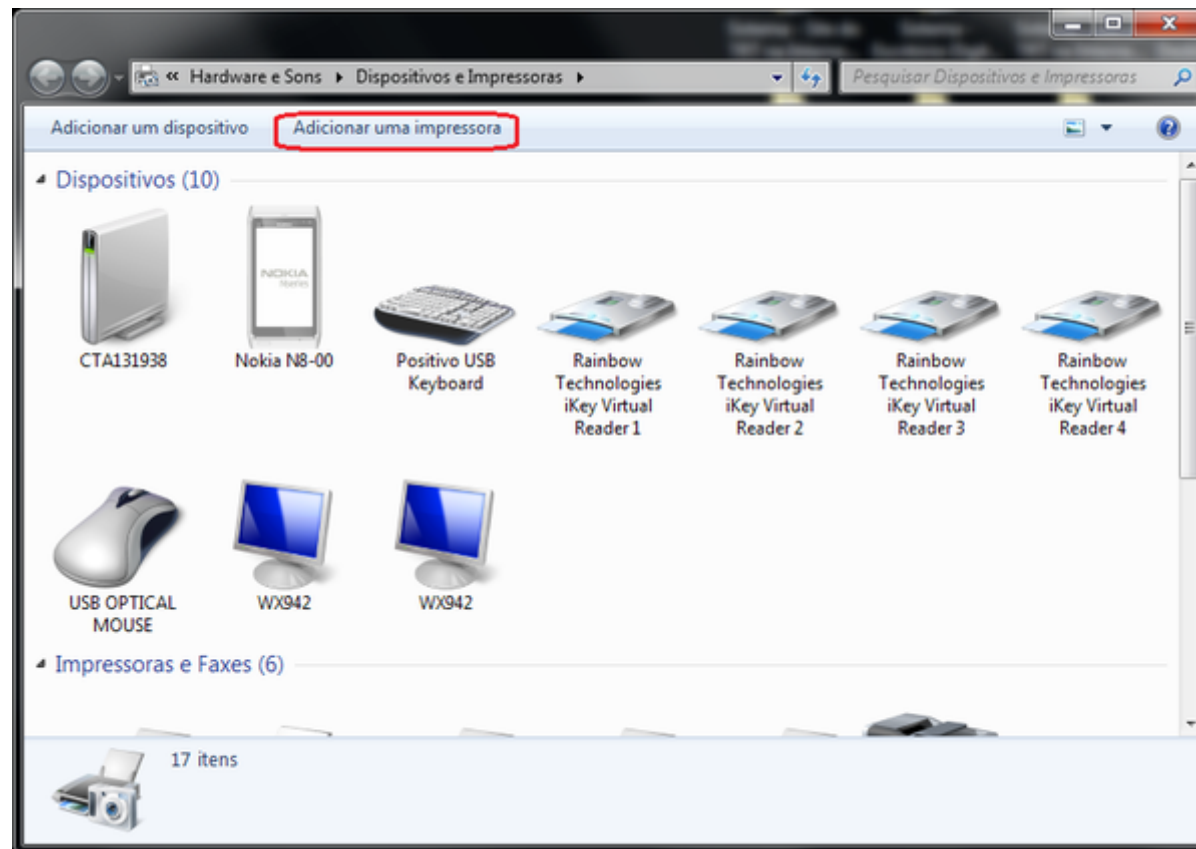 « Hardware e Sons ▸ Dispositivos e Impressoras ▸
Pesquisar Dispositivos e Impressoras
Adicionar um dispositivo
Adicionar uma impressora
Dispositivos (10)
CTA131938
Nokia N8-00
Positivo USB
Keyboard
Rainbow
Technologies
iKey Virtual
Reader 1
Rainbow
Technologies
iKey Virtual
Reader 2
Rainbow
Technologies
iKey Virtual
Reader 3
Rainbow
Technologies
iKey Virtual
Reader 4
NOKIA
Nseries
USB OPTICAL
MOUSE
WX942
WX942
Impressoras e Faxes (6)
17 itens